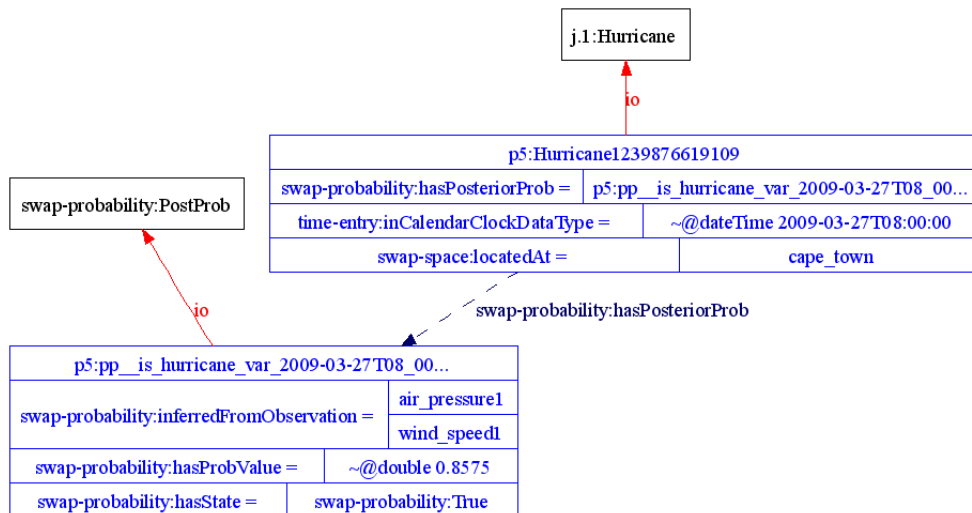 j.1:Hurricane
io
p5:Hurricane1239876619109
swap-probability:hasPosteriorProb = p5:pp__is_hurricane_var_2009-03-27T08_00...
time-entry:inCalendarClockDataType = ~@dateTime 2009-03-27T08:00:00
swap-space:locatedAt = cape_town
swap-probability:PostProb
io
swap-probability:hasPosteriorProb
p5:pp__is_hurricane_var_2009-03-27T08_00...
swap-probability:inferredFromObservation =
air_pressure1
wind_speed1
swap-probability:hasProbValue = ~@double 0.8575
swap-probability:hasState = swap-probability:True